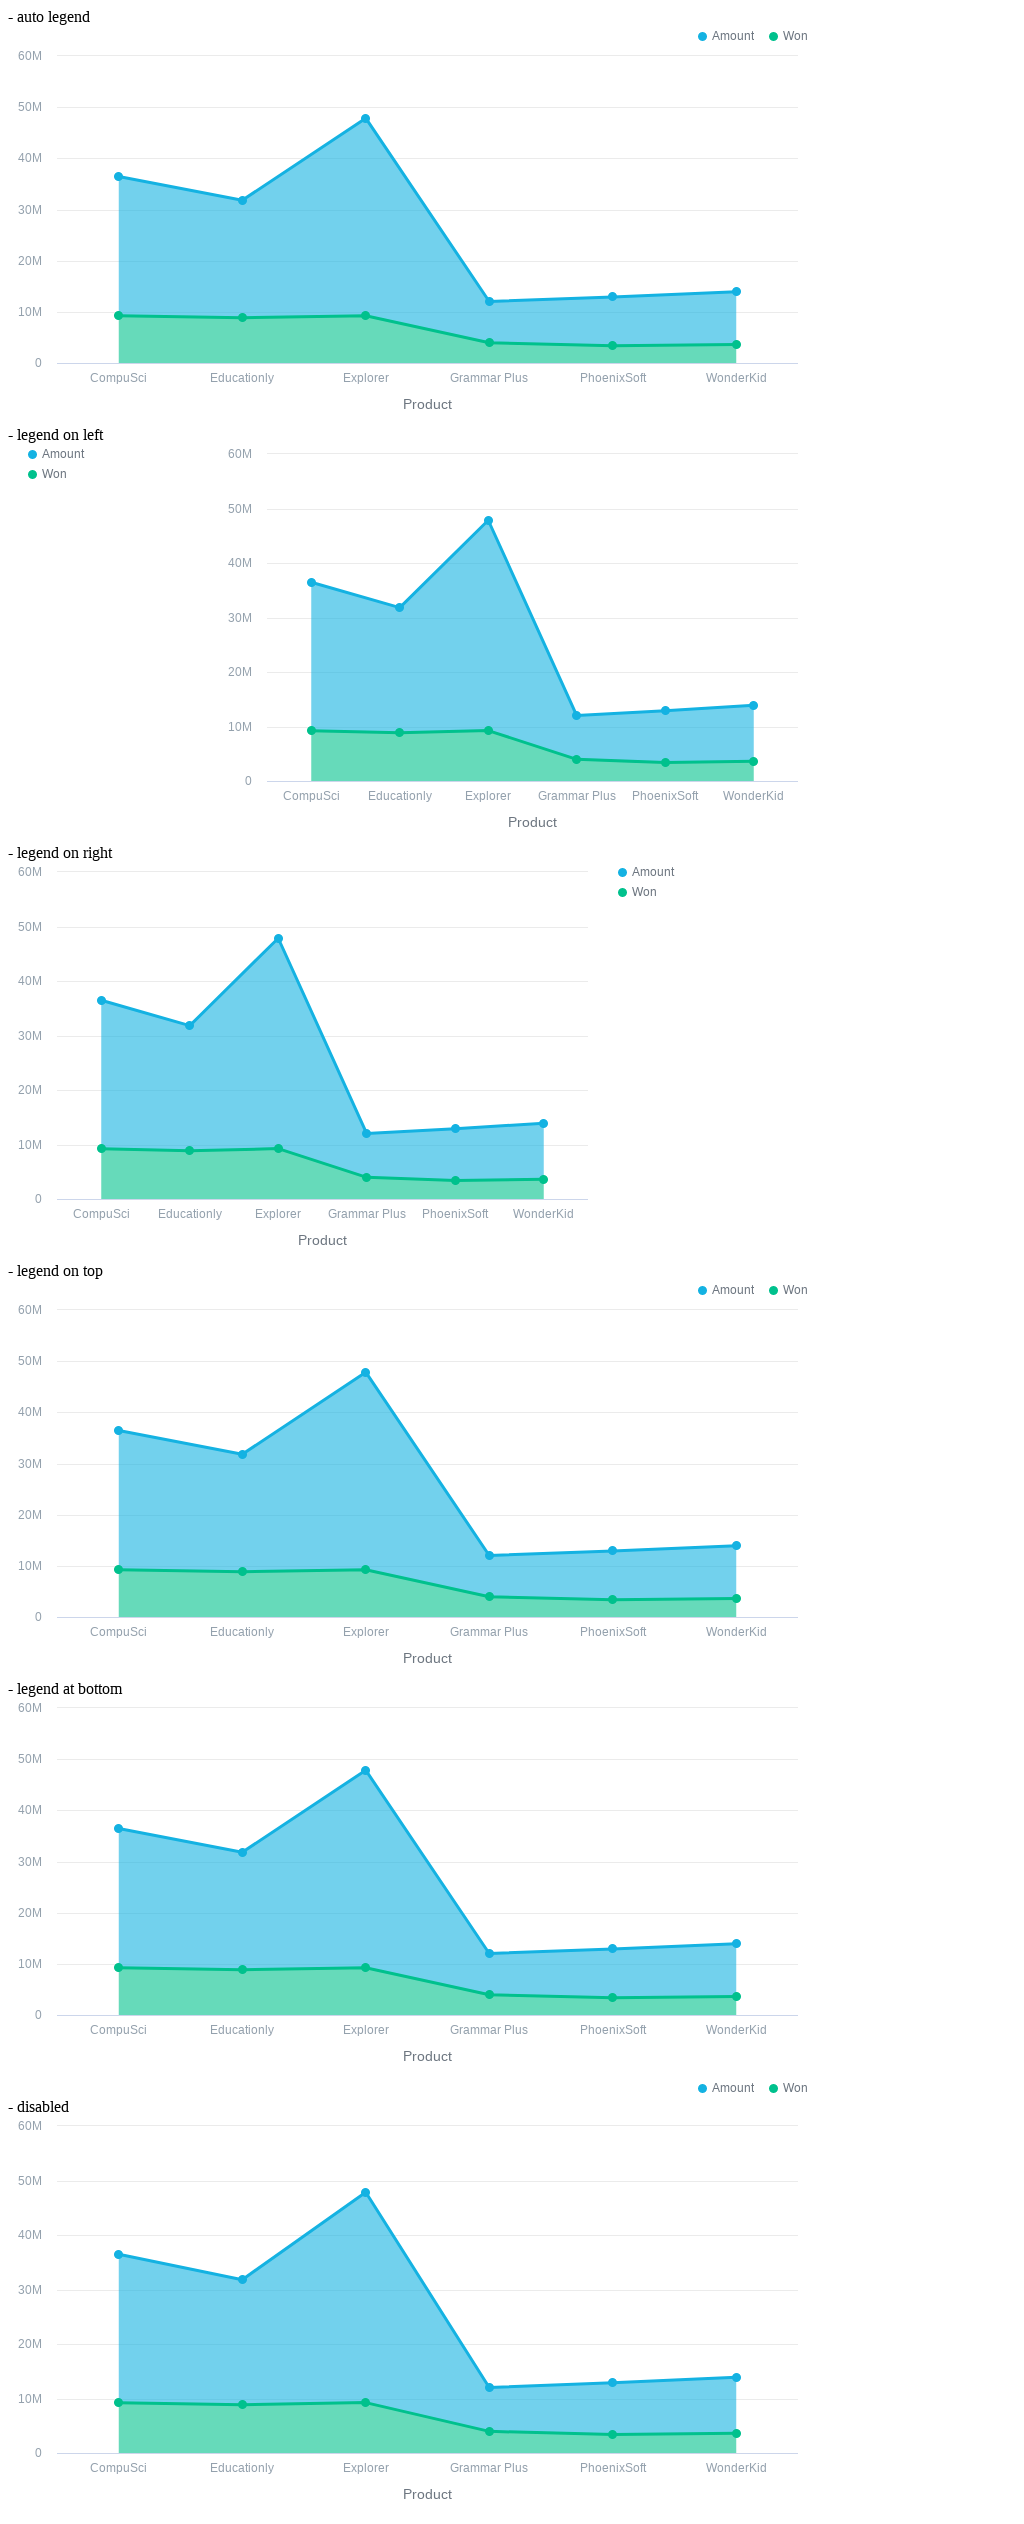 - auto legend
Amount Won
60M
50M
40M
30M
20M
10M
0
CompuSci Educationly Explorer Grammar Plus PhoenixSoft WonderKid
Product
- legend on left
Amount
Won
60M
50M
40M
30M
20M
10M
0
CompuSci Educationly Explorer Grammar Plus PhoenixSoft WonderKid
Product
- legend on right
60M
50M
40M
30M
20M
10M
0
CompuSci Educationly Explorer Grammar Plus PhoenixSoft WonderKid
Product
Amount
Won
- legend on top
Amount Won
60M
50M
40M
30M
20M
10M
0
CompuSci Educationly Explorer Grammar Plus PhoenixSoft WonderKid
Product
- legend at bottom
60M
50M
40M
30M
20M
10M
0
CompuSci Educationly Explorer Grammar Plus PhoenixSoft WonderKid
Product
Amount Won
- disabled
60M
50M
40M
30M
20M
10M
0
CompuSci Educationly Explorer Grammar Plus PhoenixSoft WonderKid
Product